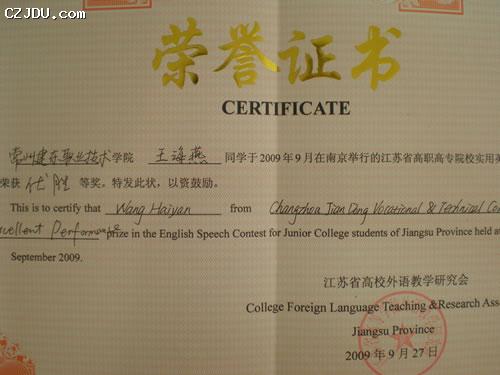 CZJDU.com
荣誉证书
CERTIFICATE
常州建东职业技术学院 王海燕 同学于2009年9月在南京举行的江苏省高职高专院校实用英
荣获 优胜 等奖。特发此状，以资鼓励。
This is to certify that Wang Haiyan from Changzhou Jian Dong Vocational & Technical Co
xcellent Performance prize in the English Speech Contest for Junior College students of Jiangsu Province held at
September 2009.
江苏省高校外语教学研究会
College Foreign Language Teaching &Research Asso
Jiangsu Province
2009年9月27日